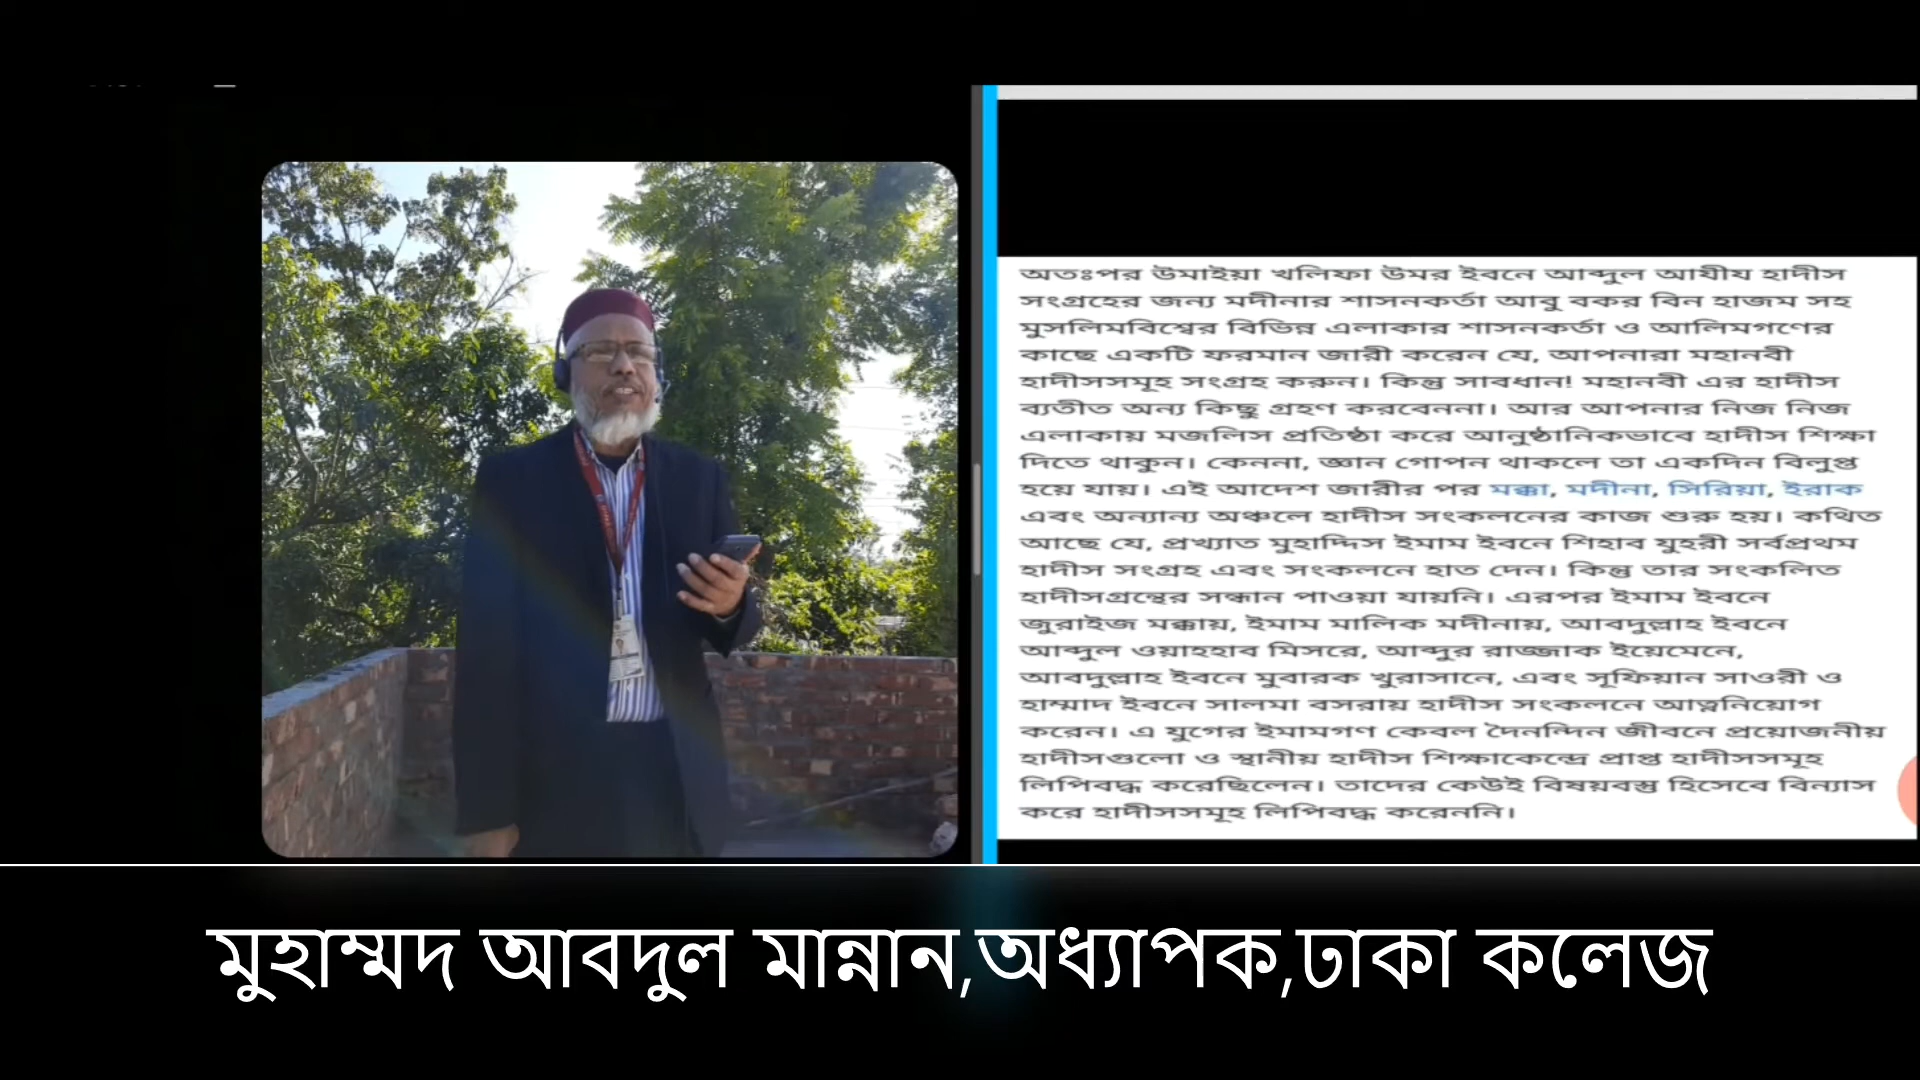 অতঃপর উমাইয়া খলিফা উমর ইবনে আব্দুল আযীয হাদীস
সংগ্রহের জন্য মদীনার শাসনকর্তা আবু বকর বিন হাজম সহ
মুসলিমবিশ্বের বিভিন্ন এলাকার শাসনকর্তা ও আলিমগণের
কাছে একটি ফরমান জারী করেন যে, আপনারা মহানবী
হাদীসসমূহ সংগ্রহ করুন। কিন্তু সাবধান! মহানবী এর হাদীস
ব্যতীত অন্য কিছু গ্রহণ করবেননা। আর আপনার নিজ নিজ
এলাকায় মজলিস প্রতিষ্ঠা করে আনুষ্ঠানিকভাবে হাদীস শিক্ষা
দিতে থাকুন। কেননা, জ্ঞান গোপন থাকলে তা একদিন বিলুপ্ত
হয়ে যায়। এই আদেশ জারীর পর মক্কা, মদীনা, সিরিয়া, ইরাক
এবং অন্যান্য অঞ্চলে হাদীস সংকলনের কাজ শুরু হয়। কথিত
আছে যে, প্রখ্যাত মুহাদ্দিস ইমাম ইবনে শিহাব যুহরী সর্বপ্রথম
হাদীস সংগ্রহ এবং সংকলনে হাত দেন। কিন্তু তার সংকলিত
হাদীসগ্রন্থের সন্ধান পাওয়া যায়নি। এরপর ইমাম ইবনে
জুরাইজ মক্কায়, ইমাম মালিক মদীনায়, আবদুল্লাহ ইবনে
আব্দুল ওয়াহহাব মিসরে, আব্দুর রাজ্জাক ইয়েমেনে,
আবদুল্লাহ ইবনে মুবারক খুরাসানে, এবং সূফিয়ান সাওরী ও
হাম্মাদ ইবনে সালমা বসরায় হাদীস সংকলনে আত্ননিয়োগ
করেন। এ যুগের ইমামগণ কেবল দৈনন্দিন জীবনে প্রয়োজনীয়
হাদীসগুলো ও স্থানীয় হাদীস শিক্ষাকেন্দ্রে প্রাপ্ত হাদীসসমূহ
লিপিবদ্ধ করেছিলেন। তাদের কেউই বিষয়বস্তু হিসেবে বিন্যাস
করে হাদীসসমূহ লিপিবদ্ধ করেননি।
মুহাম্মদ আবদুল মান্নান,অধ্যাপক,ঢাকা কলেজ